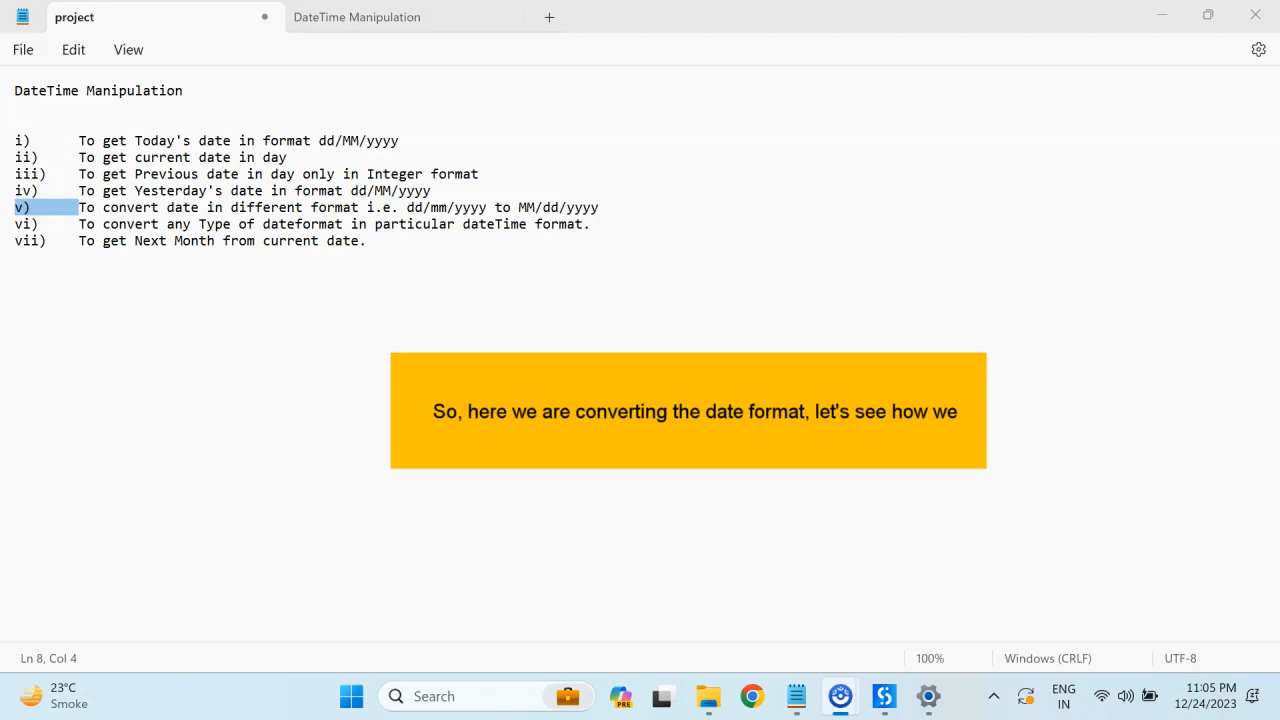 project
DateTime Manipulation
File Edit View
DateTime Manipulation
i) To get Today's date in format dd/MM/yyyy
ii) To get current date in day
iii) To get Previous date in day only in Integer format
iv) To get Yesterday's date in format dd/MM/yyyy
v) To convert date in different format i.e. dd/mm/yyyy to MM/dd/yyyy
vi) To convert any Type of dateformat in particular dateTime format.
vii) To get Next Month from current date.
So, here we are converting the date format, let's see how we
Ln 8, Col 4
100%
Windows (CRLF)
UTF-8
23°C
Smoke
Search
PRE
ENG
IN
11:05 PM
12/24/2023